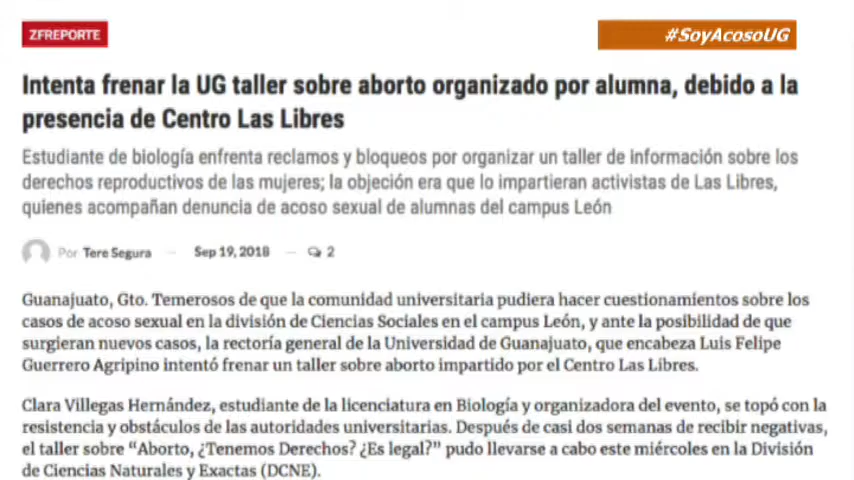 ZFREPORTE
#SoyAcosoUG
Intenta frenar la UG taller sobre aborto organizado por alumna, debido a la
presencia de Centro Las Libres
Estudiante de biología enfrenta reclamos y bloqueos por organizar un taller de información sobre los
derechos reproductivos de las mujeres; la objeción era que lo impartieran activistas de Las Libres,
quienes acompañan denuncia de acoso sexual de alumnas del campus León
Por Tere Segura — Sep 19, 2018 — 2
Guanajuato, Gto. Temerosos de que la comunidad universitaria pudiera hacer cuestionamientos sobre los
casos de acoso sexual en la división de Ciencias Sociales en el campus León, y ante la posibilidad de que
surgieran nuevos casos, la rectoría general de la Universidad de Guanajuato, que encabeza Luis Felipe
Guerrero Agripino intentó frenar un taller sobre aborto impartido por el Centro Las Libres.
Clara Villegas Hernández, estudiante de la licenciatura en Biología y organizadora del evento, se topó con la
resistencia y obstáculos de las autoridades universitarias. Después de casi dos semanas de recibir negativas,
el taller sobre “Aborto, ¿Tenemos Derechos? ¿Es legal?” pudo llevarse a cabo este miércoles en la División
de Ciencias Naturales y Exactas (DCNE).